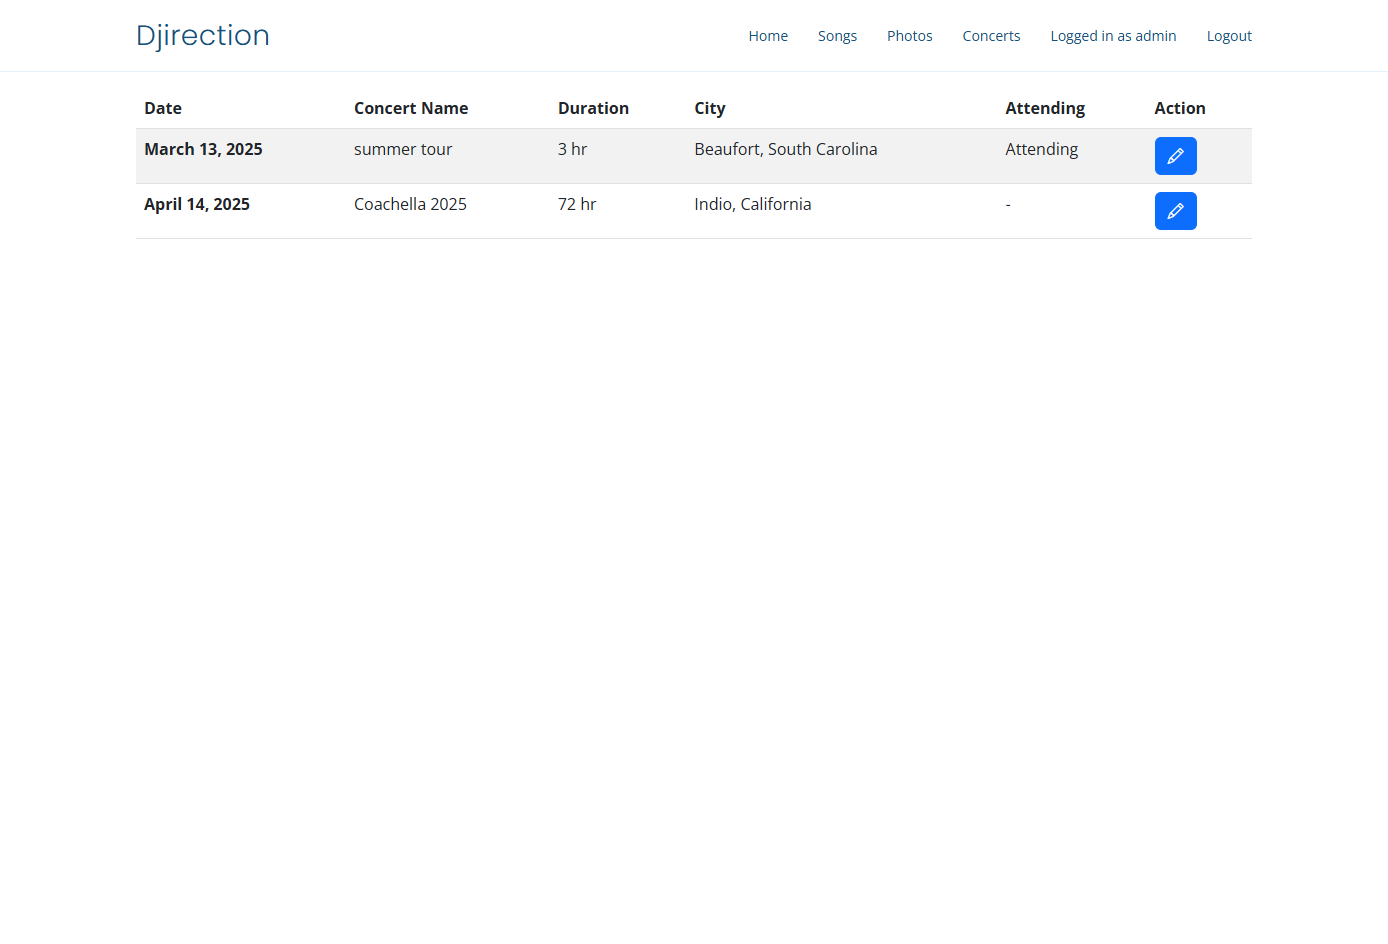 Djirection Home Songs Photos Concerts Logged in as admin Logout
Date Concert Name Duration City Attending Action
March 13, 2025 summer tour 3 hr Beaufort, South Carolina Attending
April 14, 2025 Coachella 2025 72 hr Indio, California -